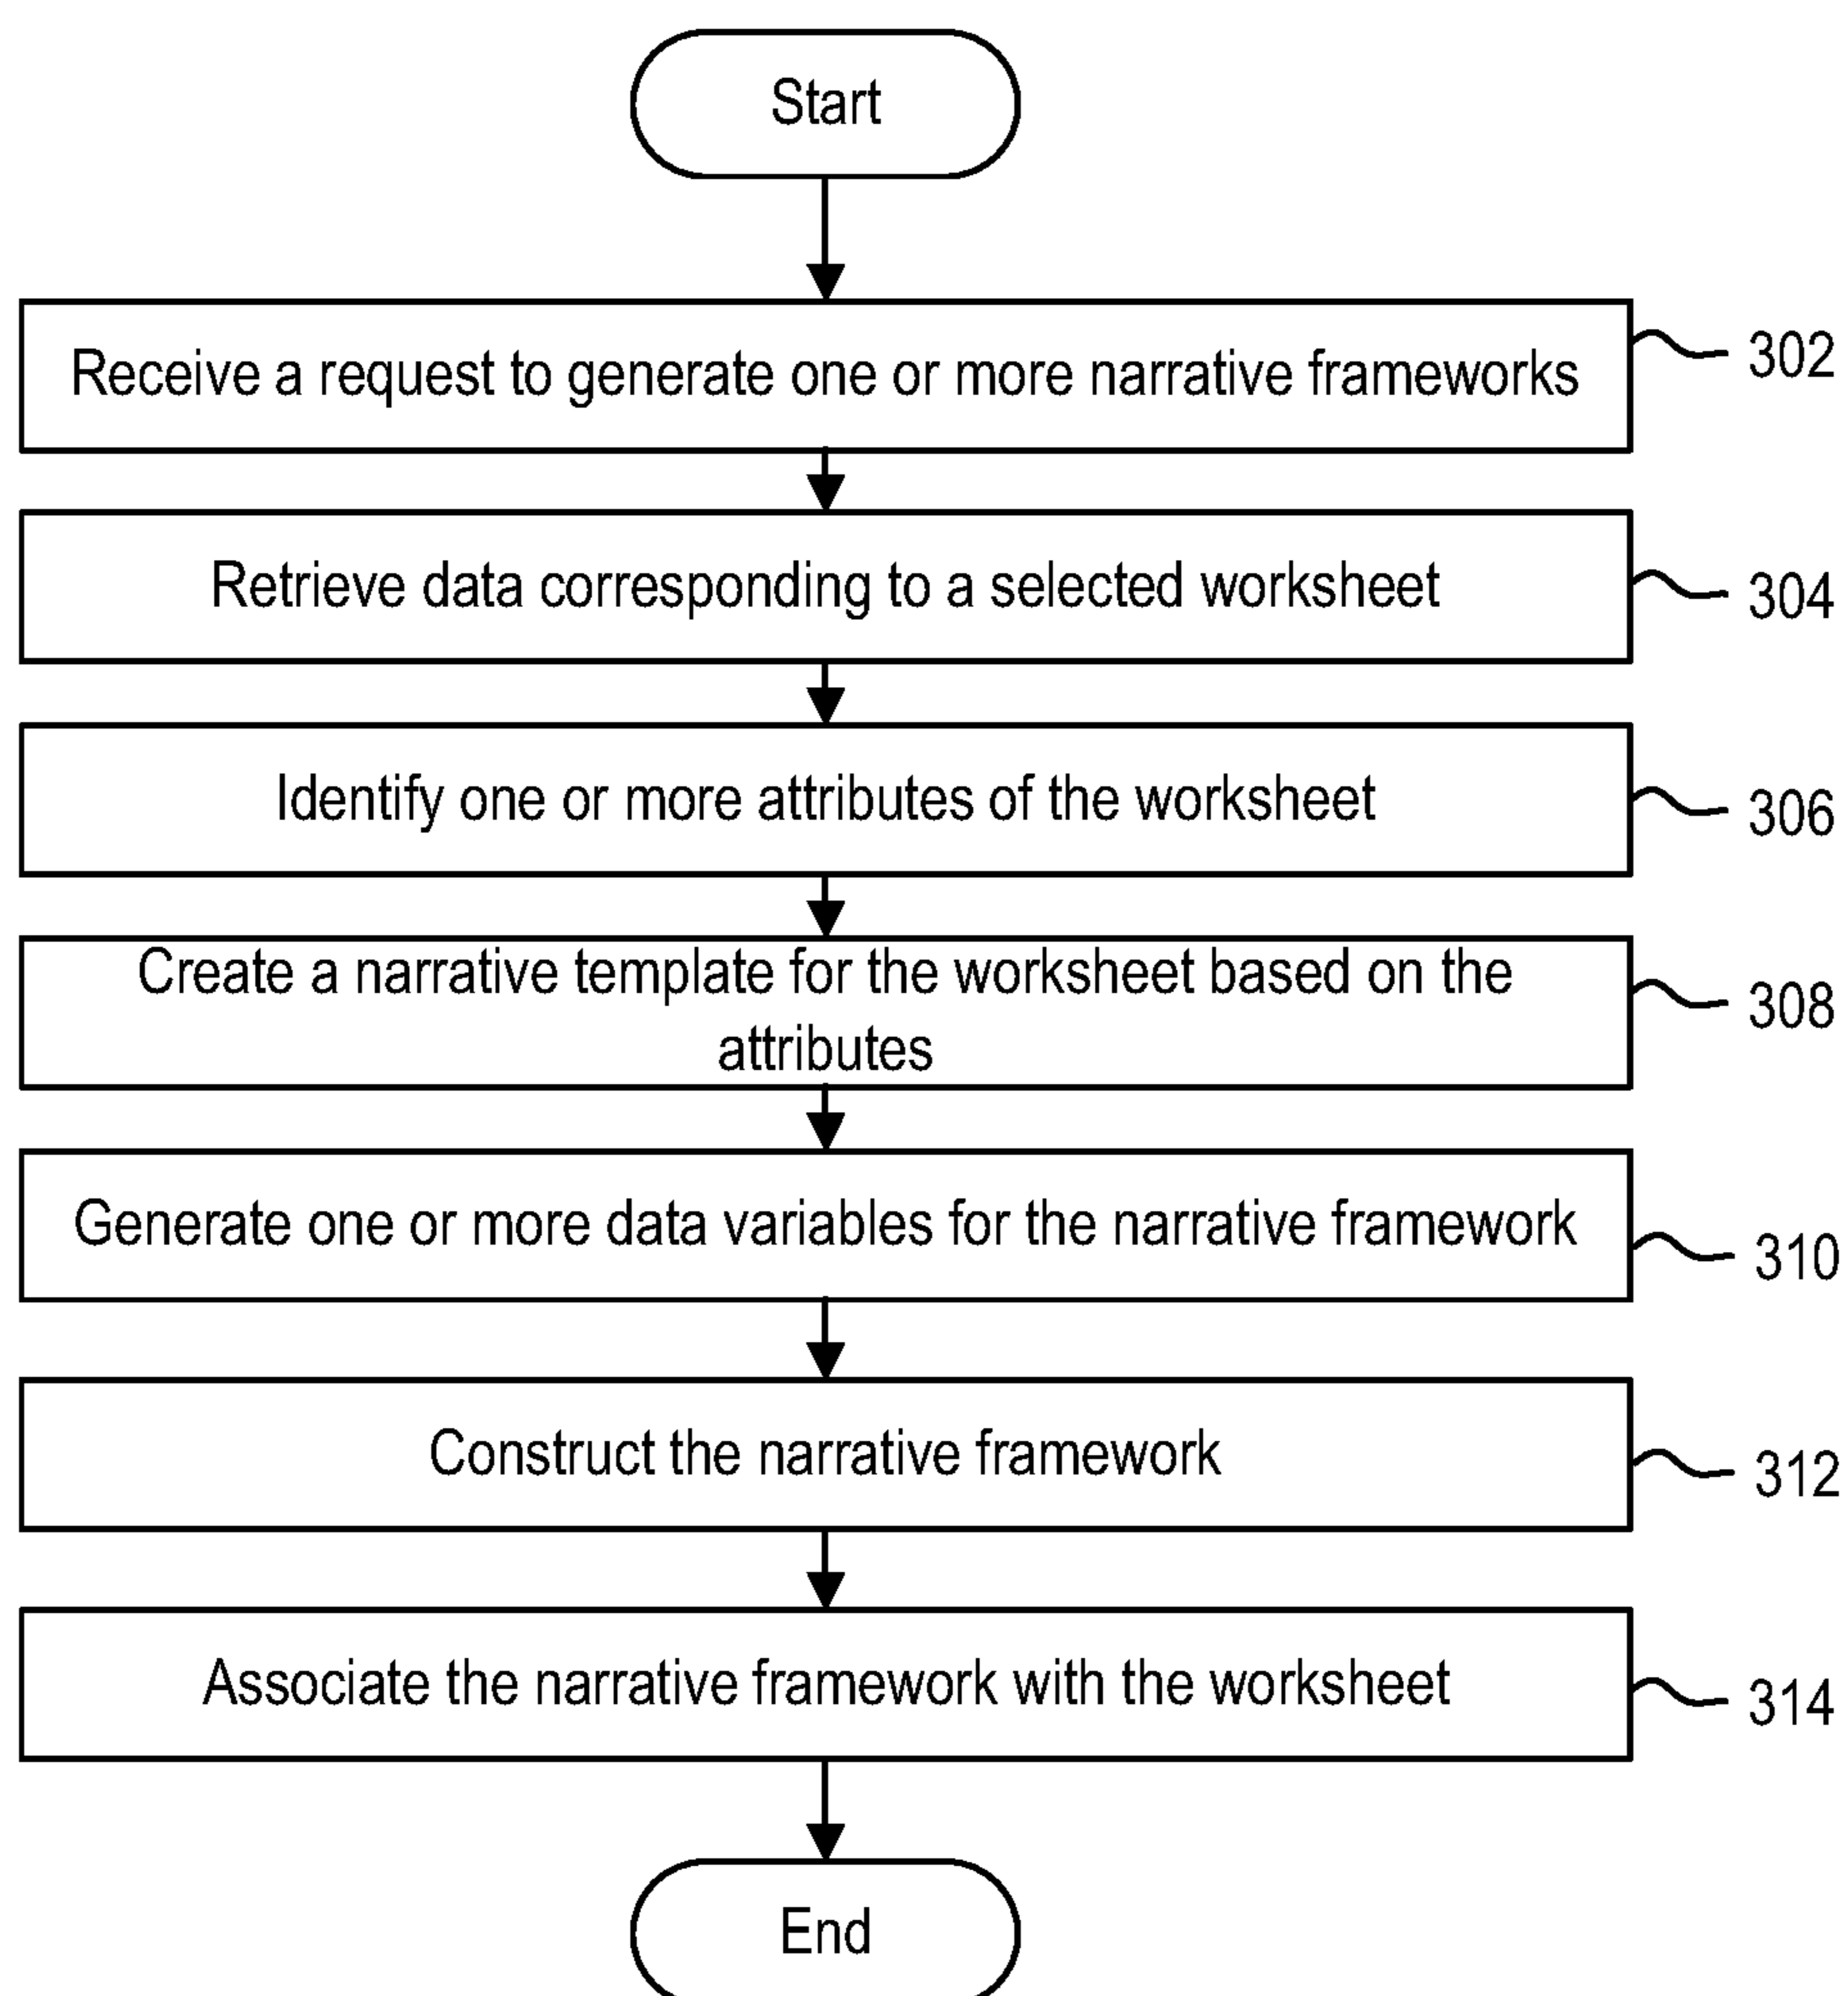 Start
Receive a request to generate one or more narrative frameworks
302
Retrieve data corresponding to a selected worksheet
304
Identify one or more attributes of the worksheet
306
Create a narrative template for the worksheet based on the
attributes
308
Generate one or more data variables for the narrative framework
310
Construct the narrative framework
312
Associate the narrative framework with the worksheet
314
End